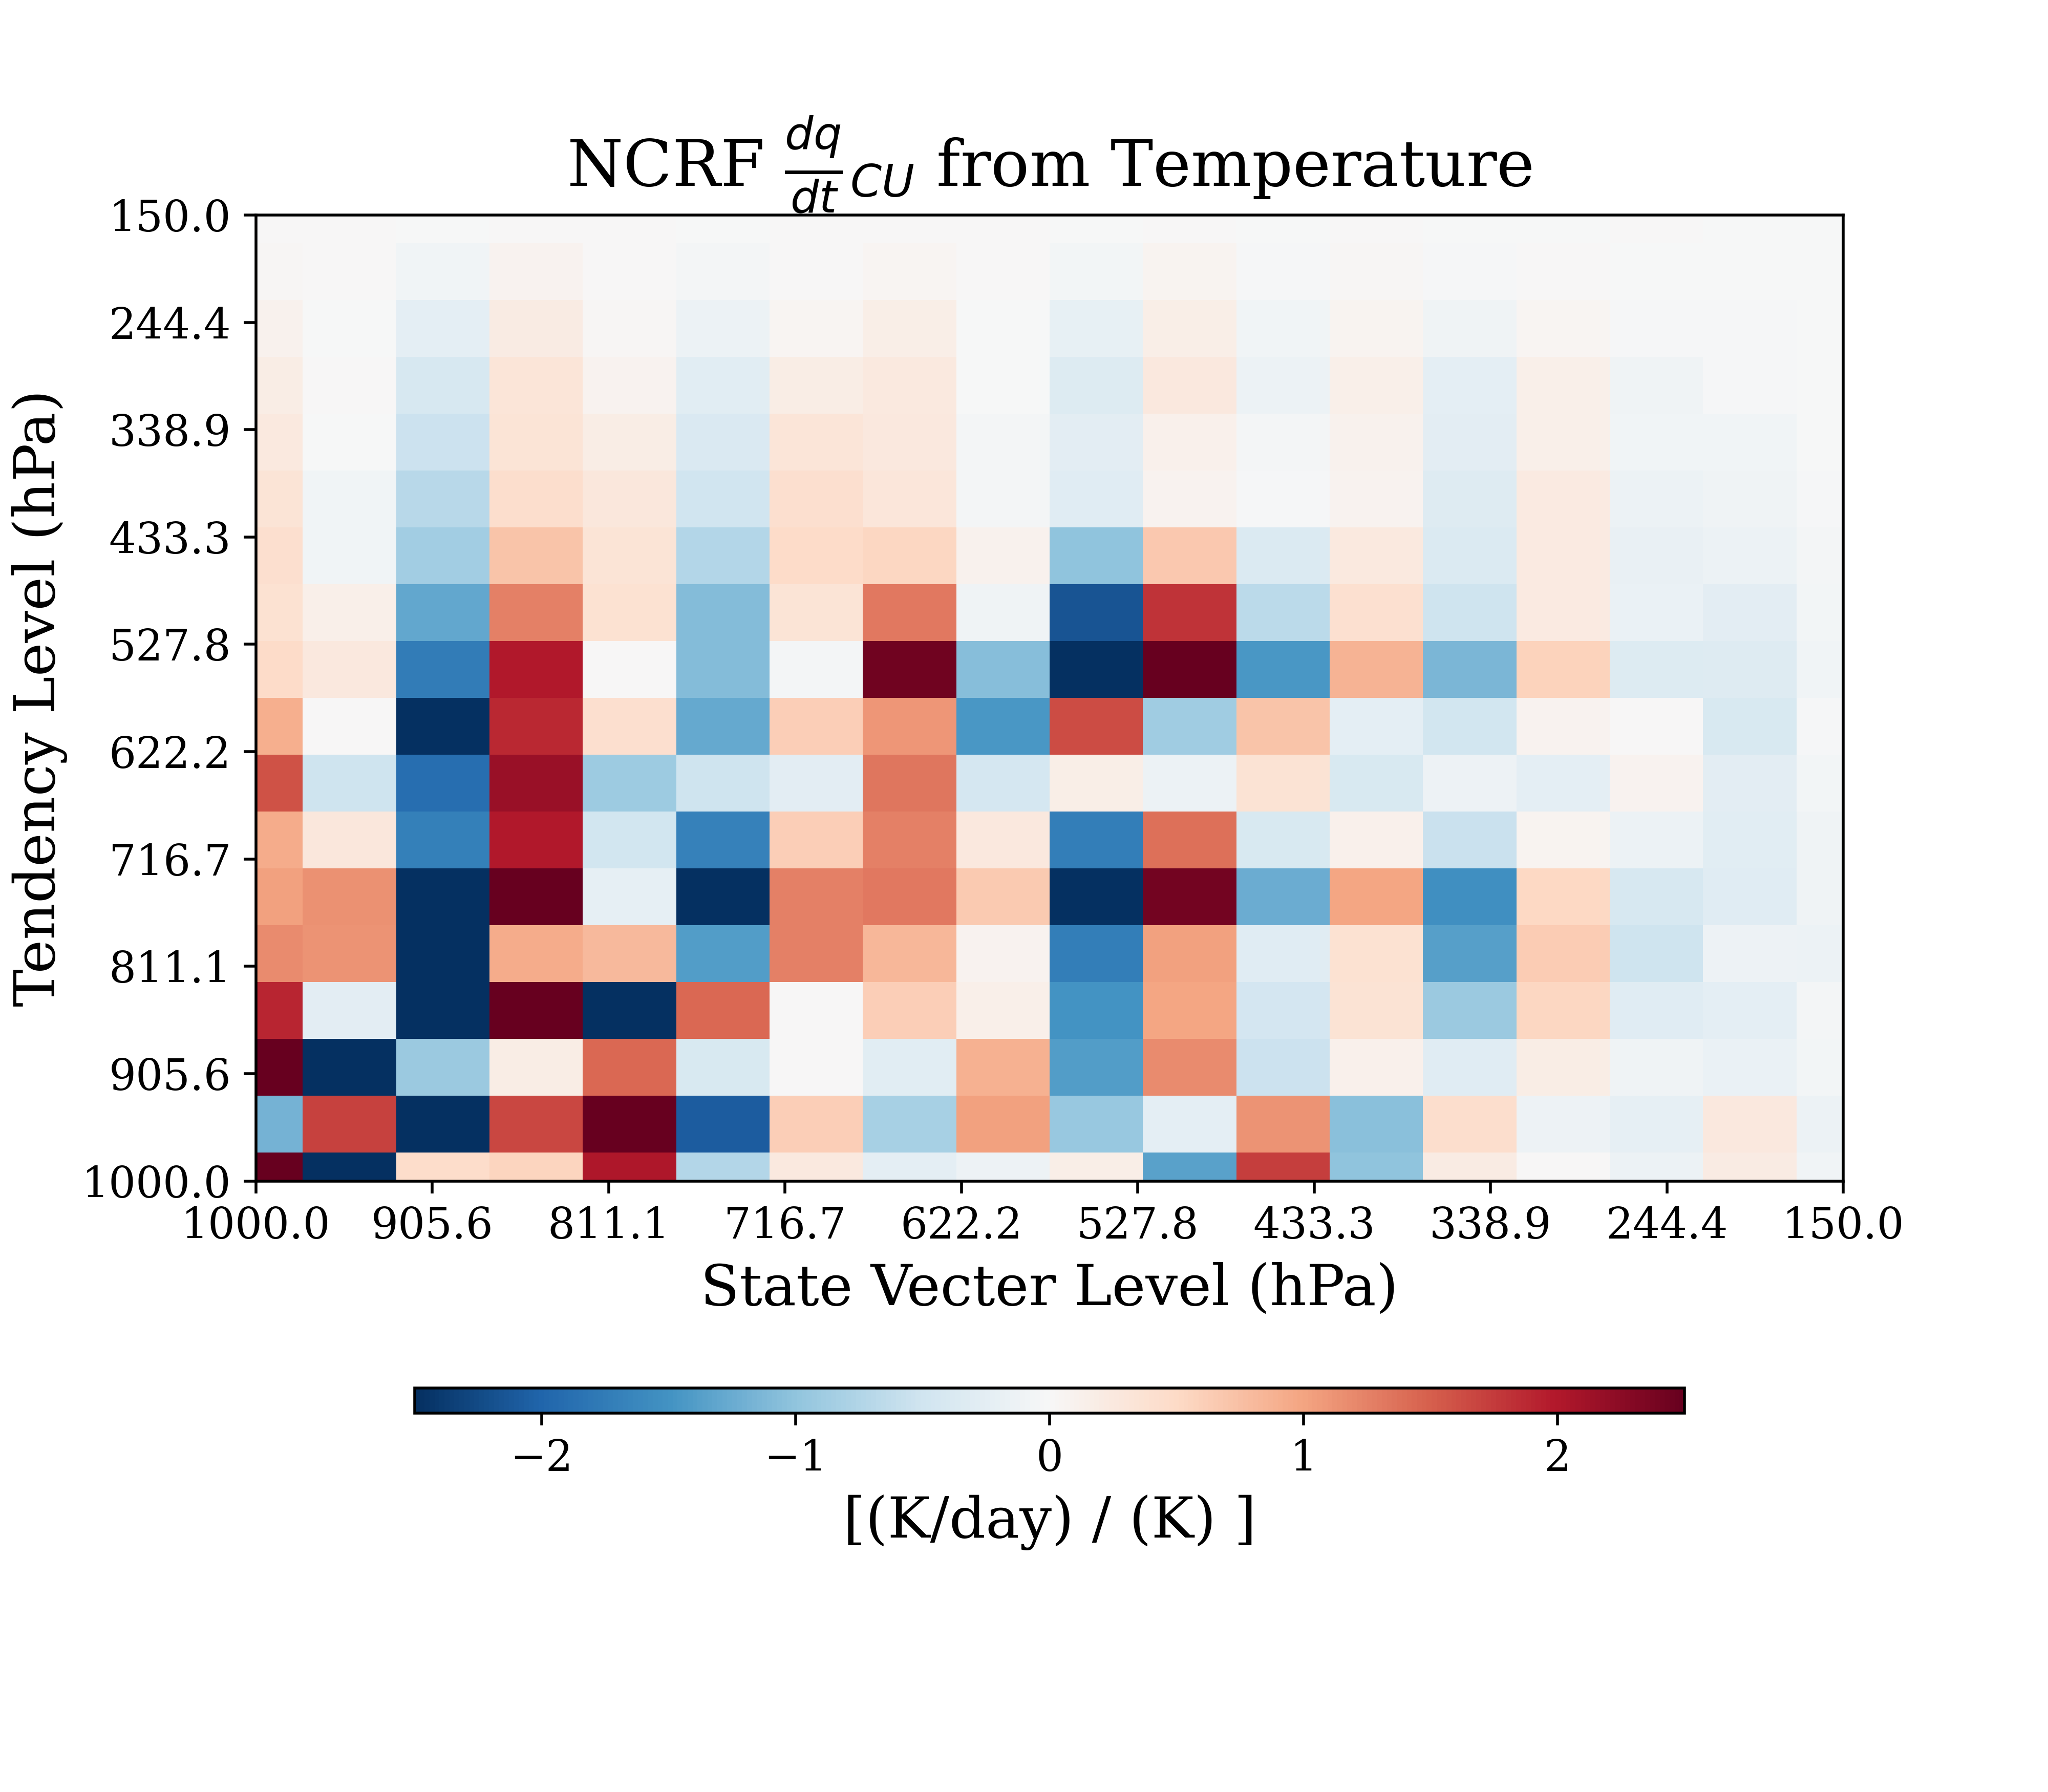 NCRF dq/dt CU from Temperature
Tendency Level (hPa)
150.0
244.4
338.9
433.3
527.8
622.2
716.7
811.1
905.6
1000.0
1000.0 905.6 811.1 716.7 622.2 527.8 433.3 338.9 244.4 150.0
State Vecter Level (hPa)
−2 −1 0 1 2
[(K/day) / (K) ]